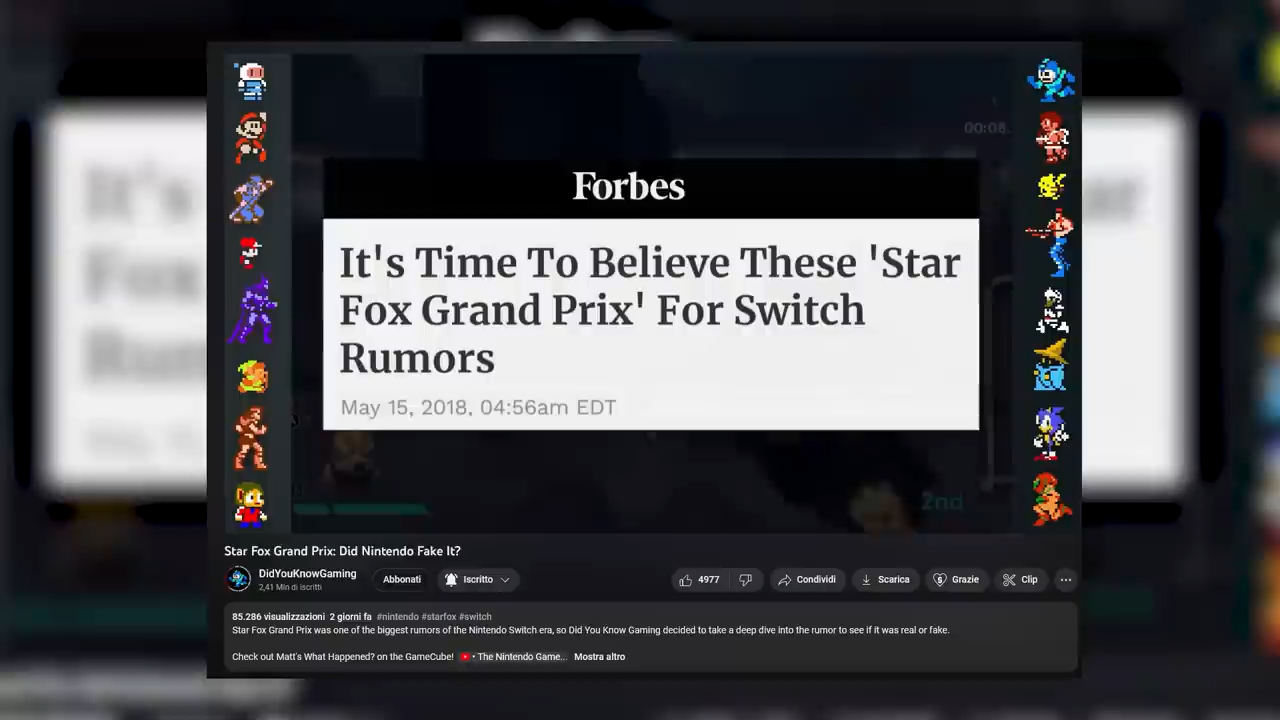 00:08.
Forbes
It's Time To Believe These 'Star
Fox Grand Prix' For Switch
Rumors
May 15, 2018, 04:56am EDT
2nd
Star Fox Grand Prix: Did Nintendo Fake It?
DidYouKnowGaming
2,41 Mln di iscritti
Abbonati
Iscritto
4977
Condividi
Scarica
Grazie
Clip
85.286 visualizzazioni 2 giorni fa #nintendo #starfox #switch
Star Fox Grand Prix was one of the biggest rumors of the Nintendo Switch era, so Did You Know Gaming decided to take a deep dive into the rumor to see if it was real or fake.
Check out Matt's What Happened? on the GameCube! • The Nintendo Game... Mostra altro